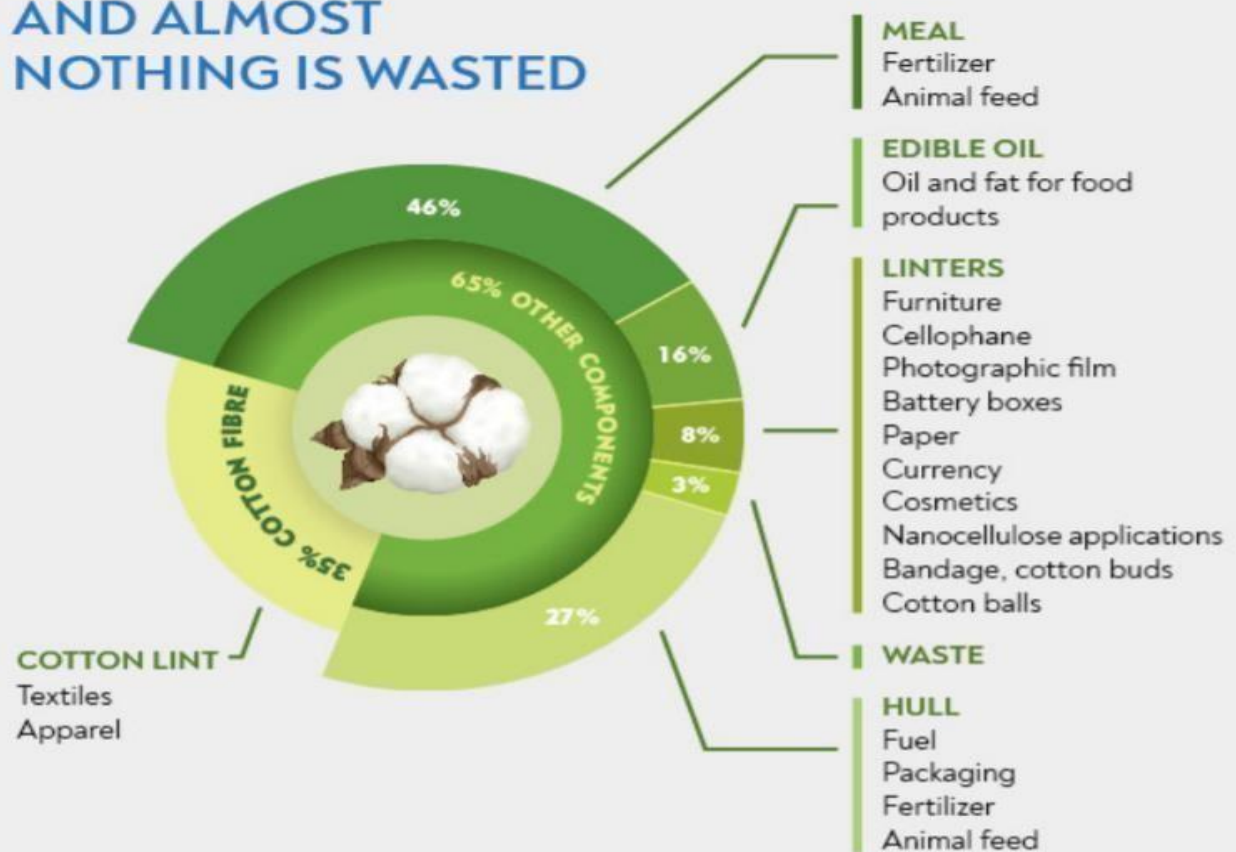 AND ALMOST
NOTHING IS WASTED
46%
65% OTHER COMPONENTS
16%
8%
3%
27%
35% COTTON FIBRE
COTTON LINT
Textiles
Apparel
MEAL
Fertilizer
Animal feed
EDIBLE OIL
Oil and fat for food
products
LINTERS
Furniture
Cellophane
Photographic film
Battery boxes
Paper
Currency
Cosmetics
Nanocellulose applications
Bandage, cotton buds
Cotton balls
WASTE
HULL
Fuel
Packaging
Fertilizer
Animal feed